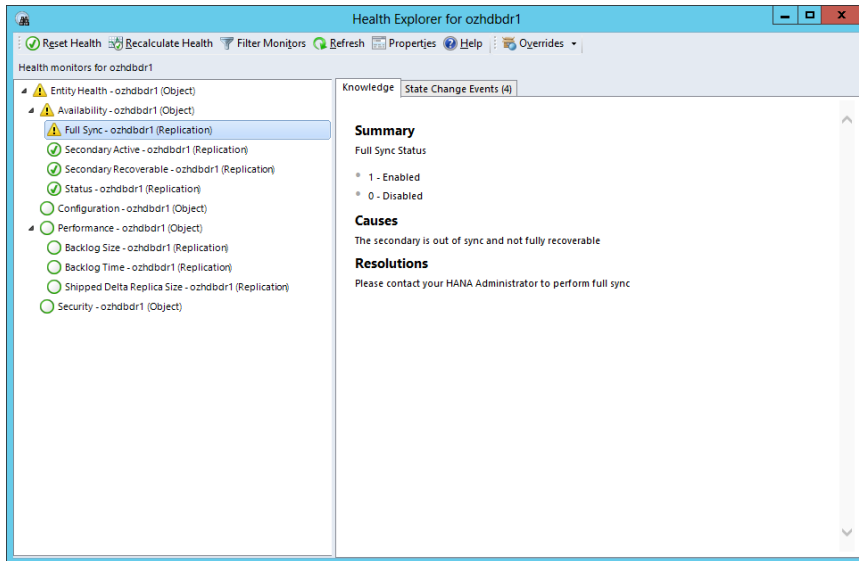 Health Explorer for ozhdbdr1
Reset Health Recalculate Health Filter Monitors Refresh Properties Help Overrides
Health monitors for ozhdbdr1
Entity Health - ozhdbdr1 (Object)
Availability - ozhdbdr1 (Object)
Full Sync - ozhdbdr1 (Replication)
Secondary Active - ozhdbdr1 (Replication)
Secondary Recoverable - ozhdbdr1 (Replication)
Status - ozhdbdr1 (Replication)
Configuration - ozhdbdr1 (Object)
Performance - ozhdbdr1 (Object)
Backlog Size - ozhdbdr1 (Replication)
Backlog Time - ozhdbdr1 (Replication)
Shipped Delta Replica Size - ozhdbdr1 (Replication)
Security - ozhdbdr1 (Object)
Knowledge State Change Events (4)
Summary
Full Sync Status
1 - Enabled
0 - Disabled
Causes
The secondary is out of sync and not fully recoverable
Resolutions
Please contact your HANA Administrator to perform full sync